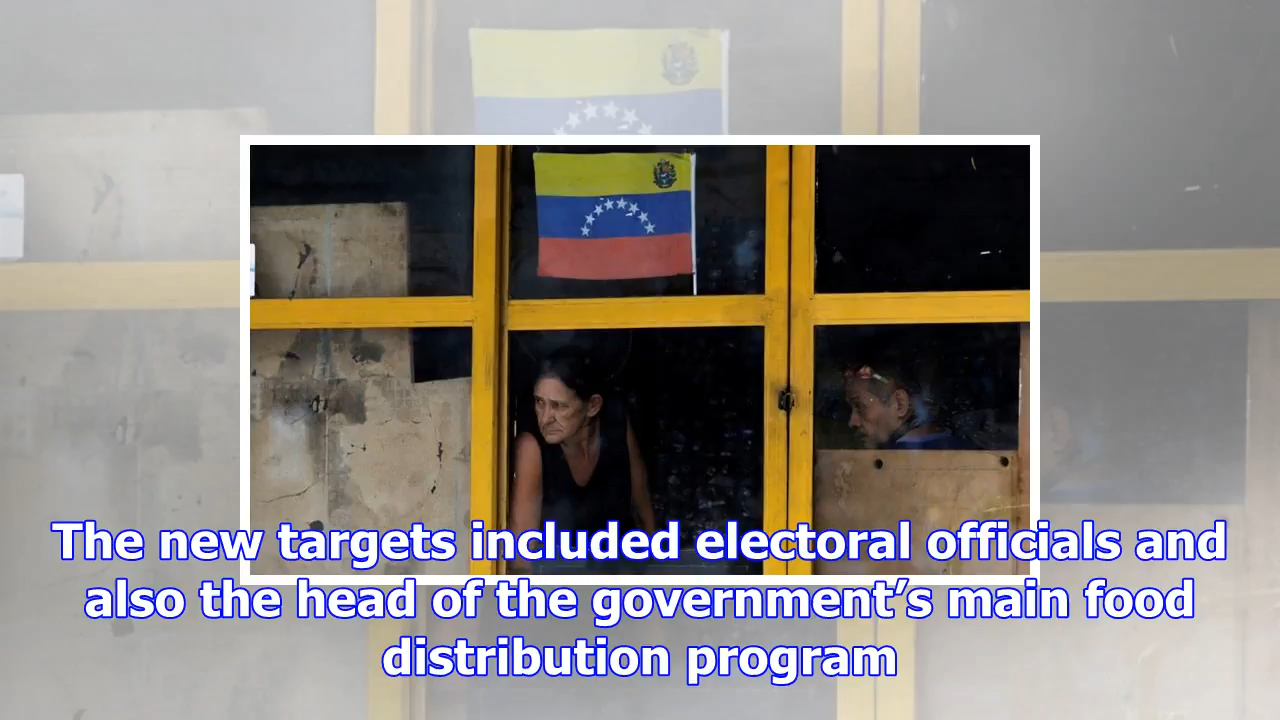 The new targets included electoral officials and
also the head of the government’s main food
distribution program